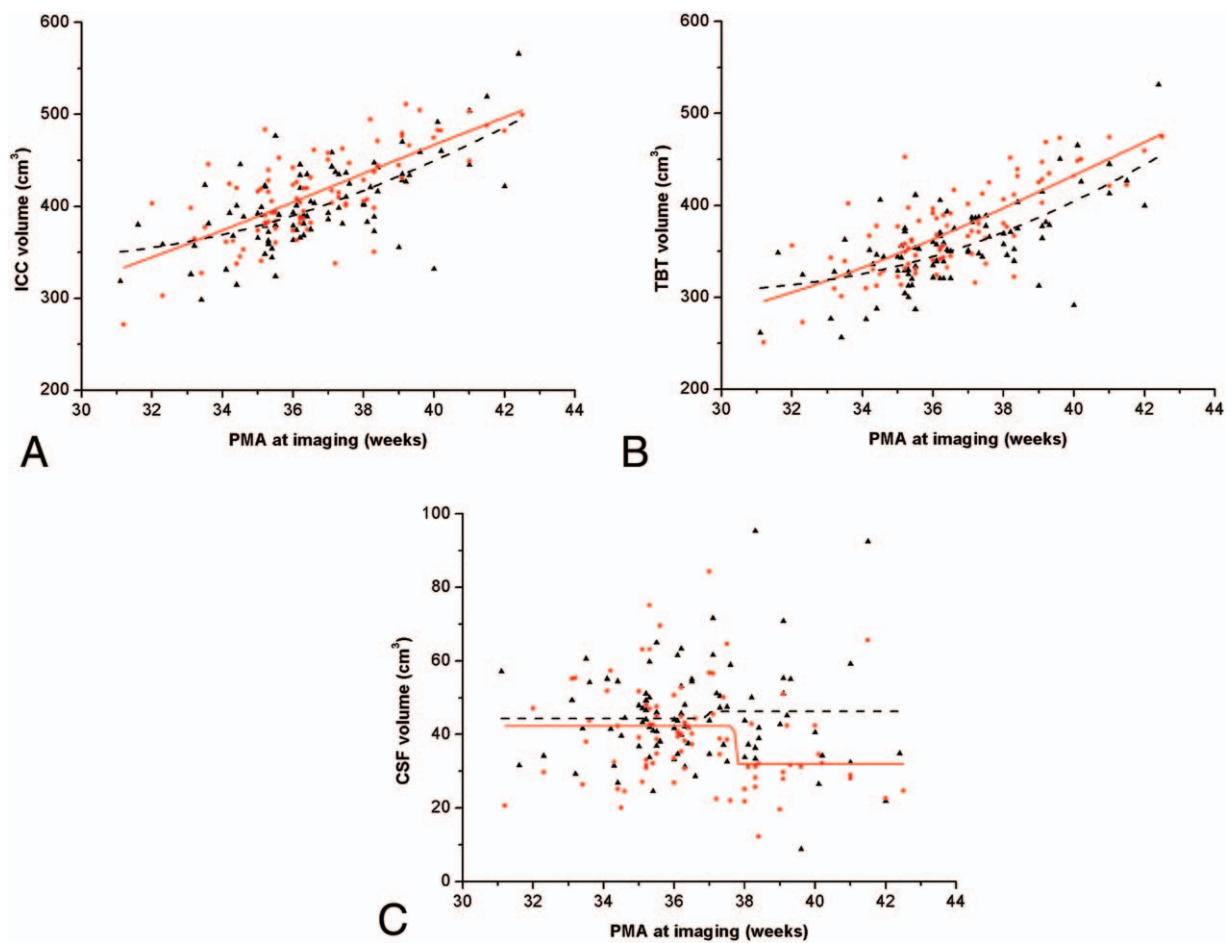 600
500
400
300
200
ICC volume (cm³)
30 32 34 36 38 40 42 44
PMA at imaging (weeks)
A
600
500
400
300
200
TBT volume (cm³)
30 32 34 36 38 40 42 44
PMA at imaging (weeks)
B
100
80
60
40
20
0
CSF volume (cm³)
30 32 34 36 38 40 42 44
PMA at imaging (weeks)
C